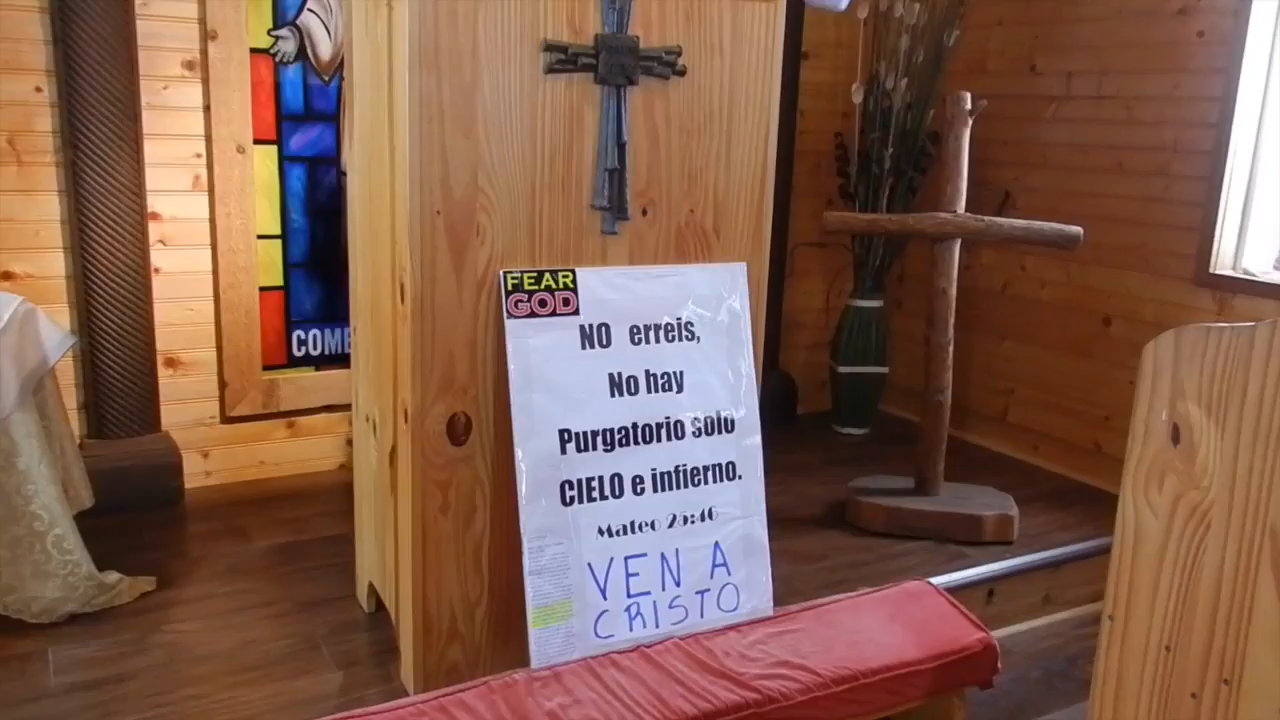 COME
FEAR
GOD
NO erreis,
No hay
Purgatorio solo
CIELO e infierno.
Mateo 25:46
VEN A
CRISTO